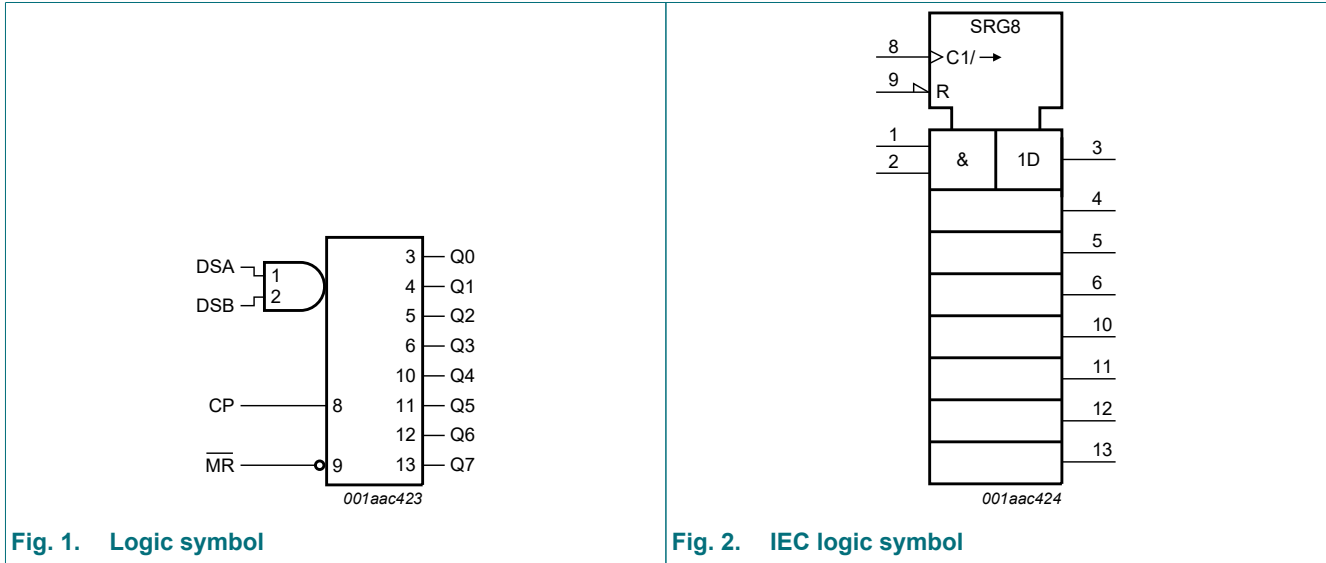 DSA
1
DSB
2
CP
8
M̅R̅
9
3 Q0
4 Q1
5 Q2
6 Q3
10 Q4
11 Q5
12 Q6
13 Q7
001aac423
Fig. 1. Logic symbol
SRG8
8
C1/→
9
R
1
2
&
1D
3
4
5
6
10
11
12
13
001aac424
Fig. 2. IEC logic symbol